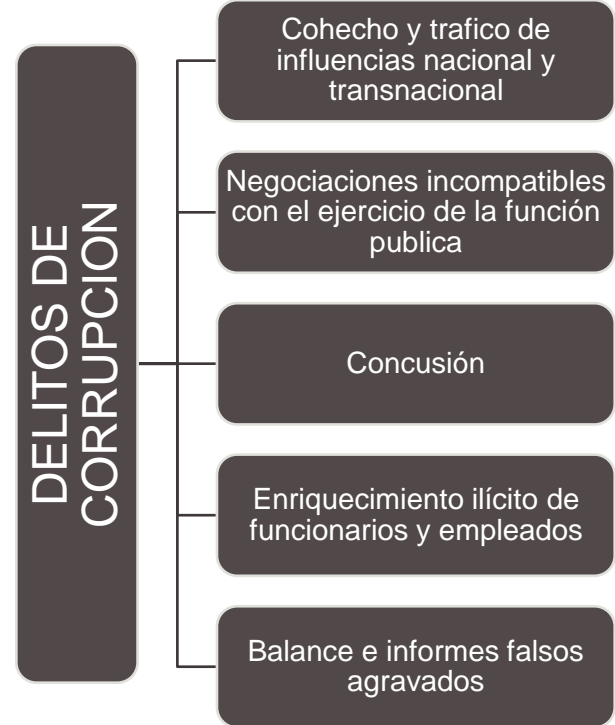 DELITOS DE
CORRUPCION
Cohecho y trafico de
influencias nacional y
transnacional
Negociaciones incompatibles
con el ejercicio de la función
publica
Concusión
Enriquecimiento ilícito de
funcionarios y empleados
Balance e informes falsos
agravados